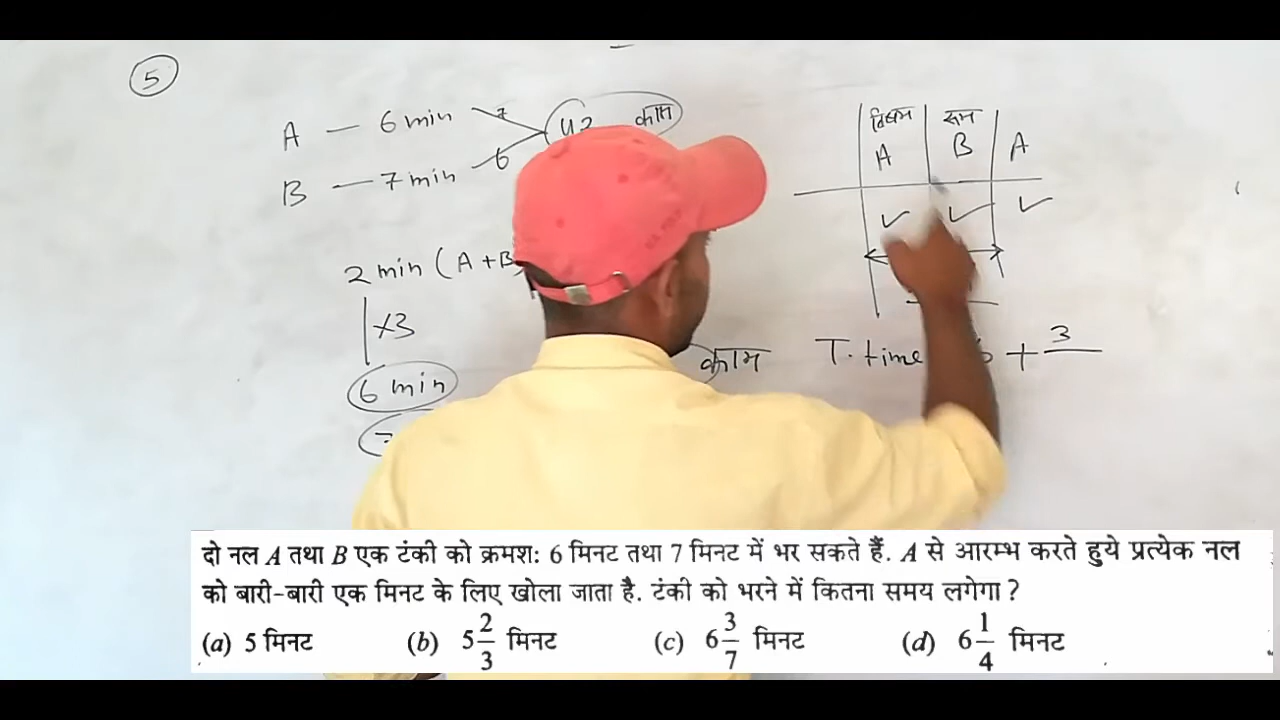 5
A — 6 min 7 काम
B — 7 min 6
2 min (A + B
×3
6 min
काम
विषम सम
A B A
✓ ✓ ✓
T. time + 3
दो नल A तथा B एक टंकी को क्रमश: 6 मिनट तथा 7 मिनट में भर सकते हैं. A से आरम्भ करते हुये प्रत्येक नल
को बारी-बारी एक मिनट के लिए खोला जाता है. टंकी को भरने में कितना समय लगेगा ?
(a) 5 मिनट (b) 5 2/3 मिनट (c) 6 3/7 मिनट (d) 6 1/4 मिनट